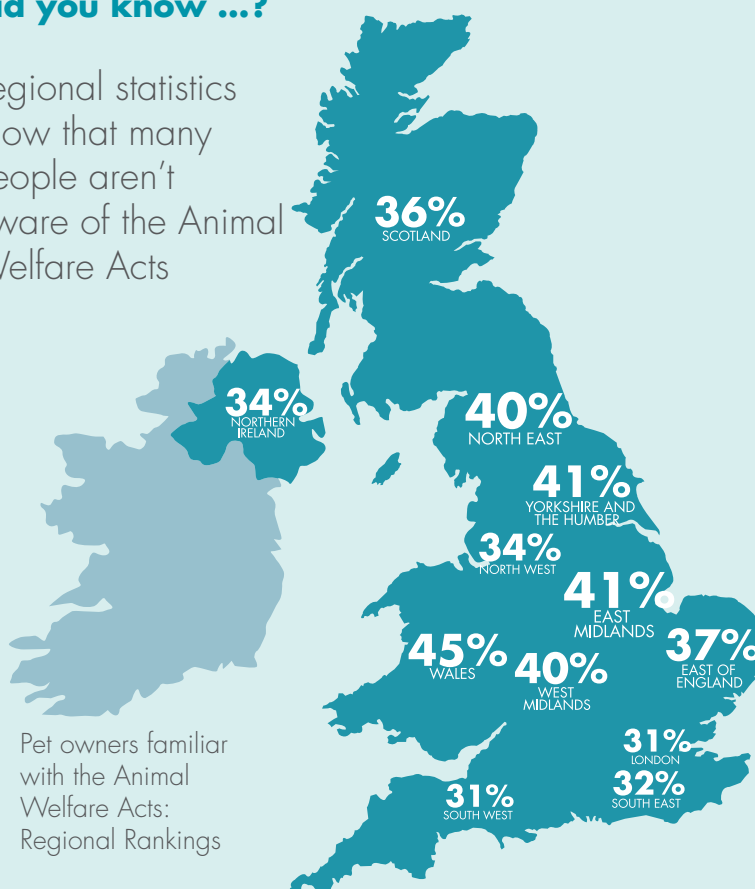 d you know ...?
egional statistics
ow that many
eople aren't
ware of the Animal
Welfare Acts
36%
SCOTLAND
34%
NORTHERN
IRELAND
40%
NORTH EAST
41%
YORKSHIRE AND
THE HUMBER
34%
NORTH WEST
41%
EAST
MIDLANDS
45%
WALES
40%
WEST
MIDLANDS
37%
EAST OF
ENGLAND
31%
LONDON
32%
SOUTH EAST
31%
SOUTH WEST
Pet owners familiar
with the Animal
Welfare Acts:
Regional Rankings